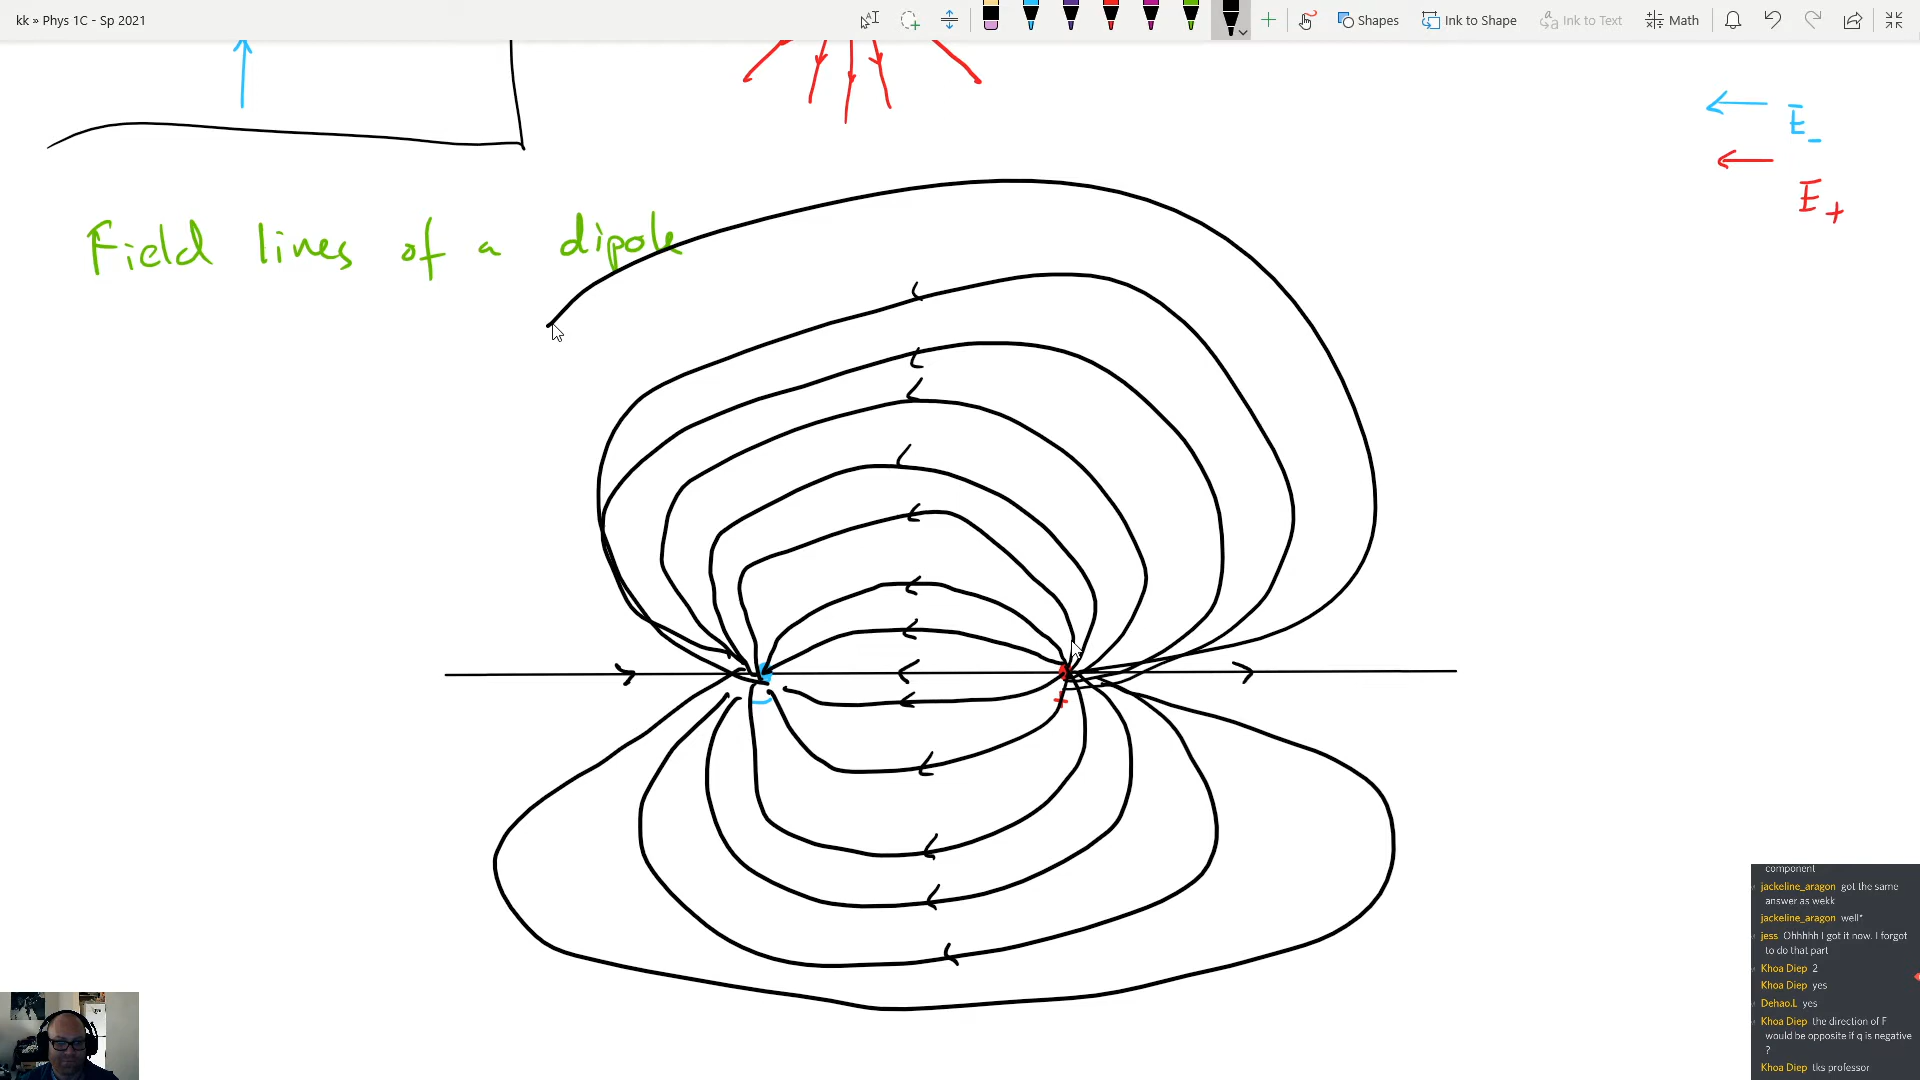 kk » Phys 1C - Sp 2021
Shapes
Ink to Shape
Ink to Text
Math
E-
E+
Field lines of a dipole
-
+
component
jackeline_aragon got the same
answer as wekk
jackeline_aragon well*
jess Ohhhhh I got it now. I forgot
to do that part
Khoa Diep 2
Khoa Diep yes
Dehao.L yes
Khoa Diep the direction of F
would be opposite if q is negative
?
Khoa Diep tks professor